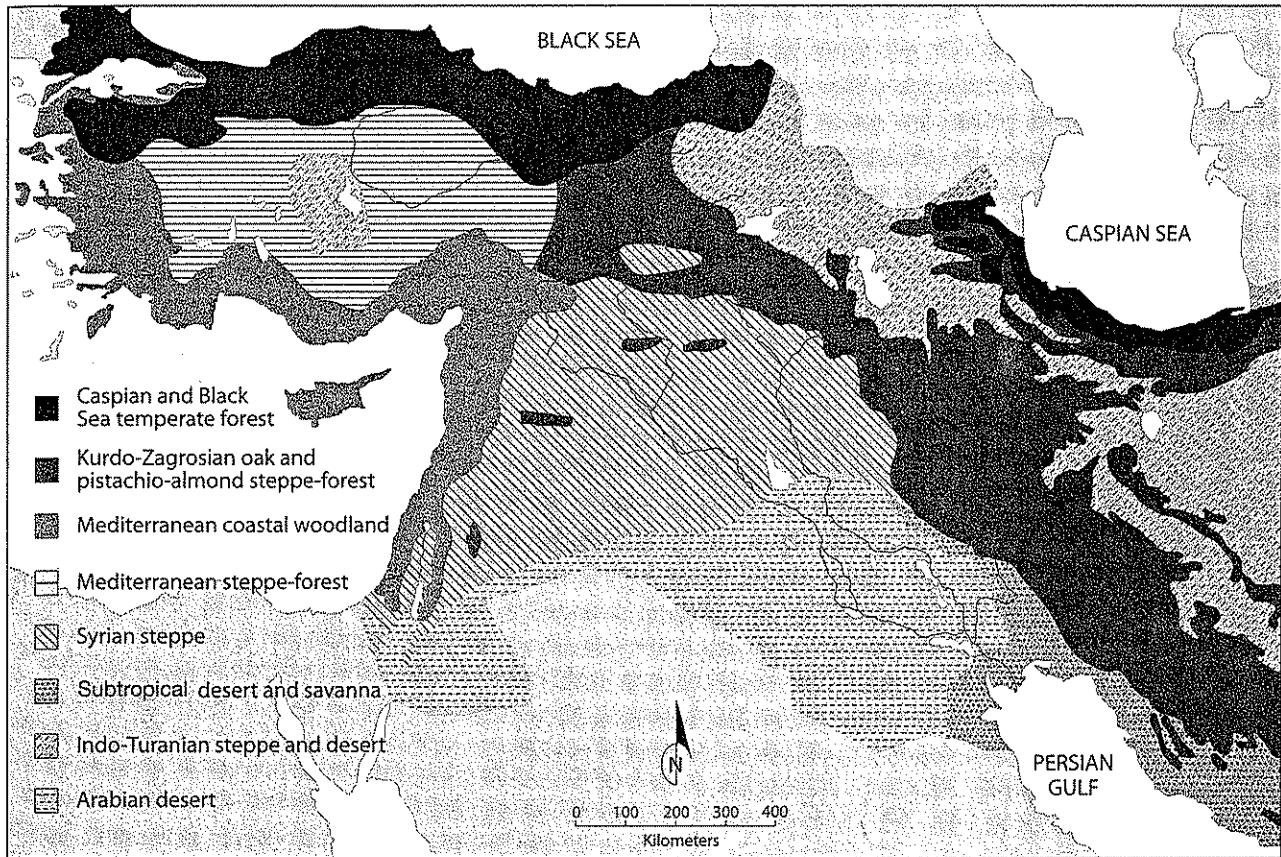 BLACK SEA
CASPIAN SEA
Caspian and Black
Sea temperate forest
Kurdo-Zagrosian oak and
pistachio-almond steppe-forest
Mediterranean coastal woodland
Mediterranean steppe-forest
Syrian steppe
Subtropical desert and savanna
Indo-Turanian steppe and desert
Arabian desert
N
0 100 200 300 400
Kilometers
PERSIAN
GULF